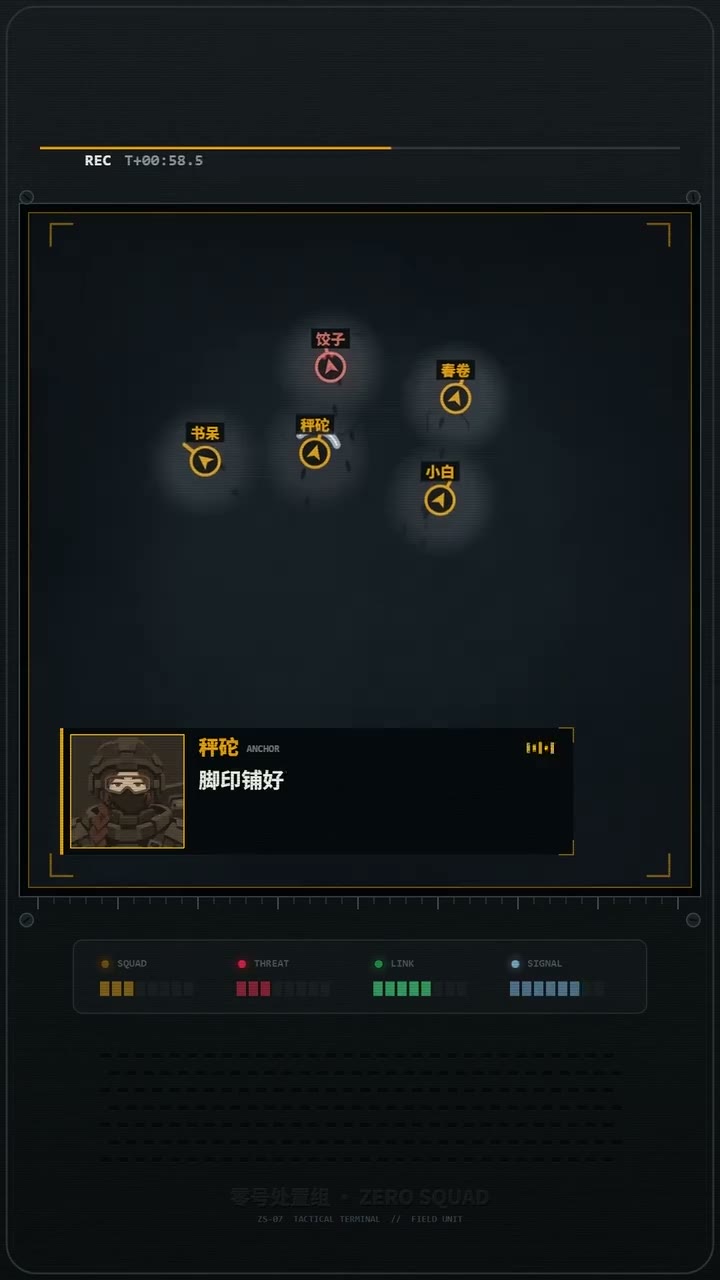 REC T+00:58.5
饺子
春卷
秤砣
书呆
小白
秤砣 ANCHOR
脚印铺好
SQUAD THREAT LINK SIGNAL
零号处置组 · ZERO SQUAD
ZS-07 TACTICAL TERMINAL // FIELD UNIT